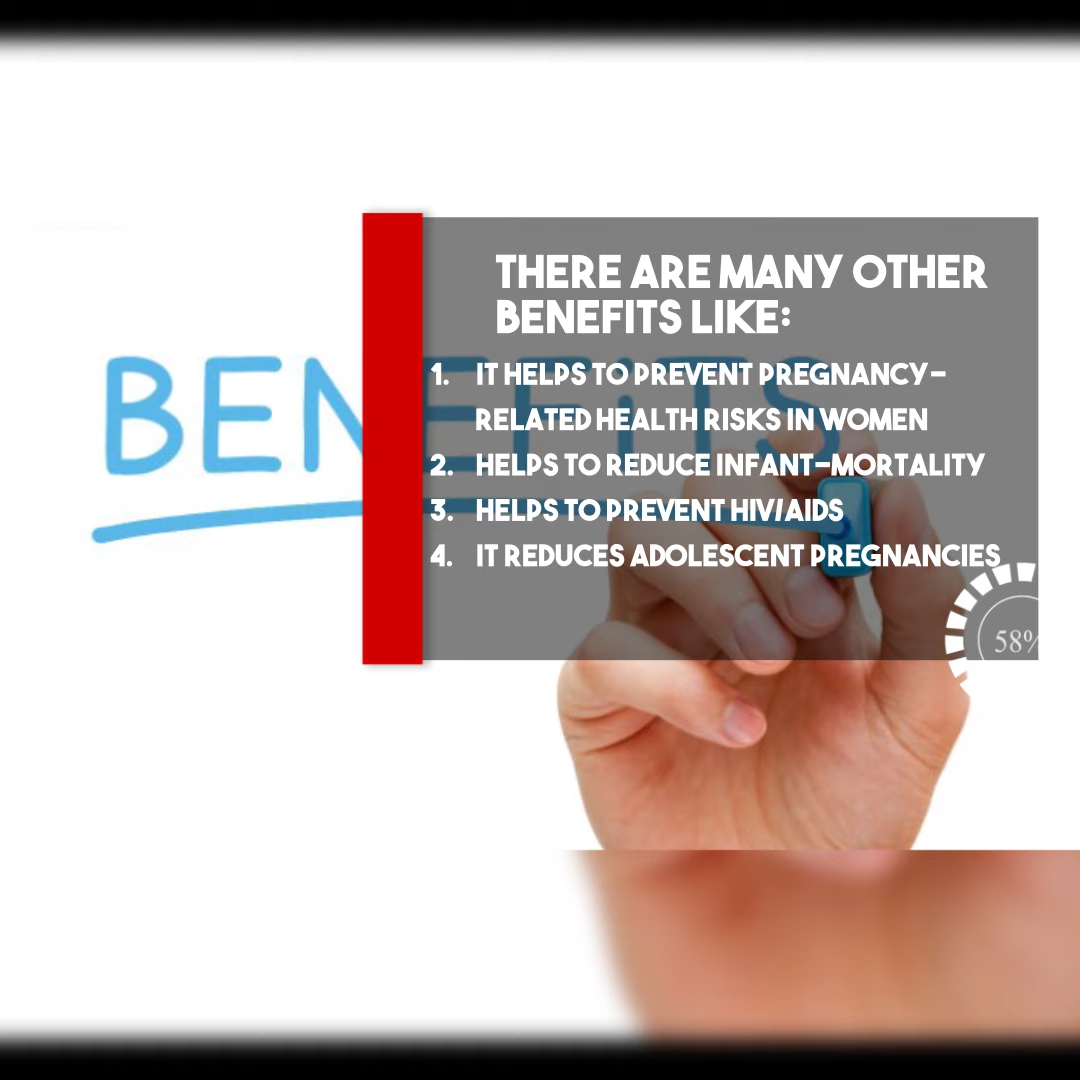 THERE ARE MANY OTHER
BENEFITS LIKE:
1. IT HELPS TO PREVENT PREGNANCY-
RELATED HEALTH RISKS IN WOMEN
2. HELPS TO REDUCE INFANT-MORTALITY
3. HELPS TO PREVENT HIV/AIDS
4. IT REDUCES ADOLESCENT PREGNANCIES
BENEFiTS
58%